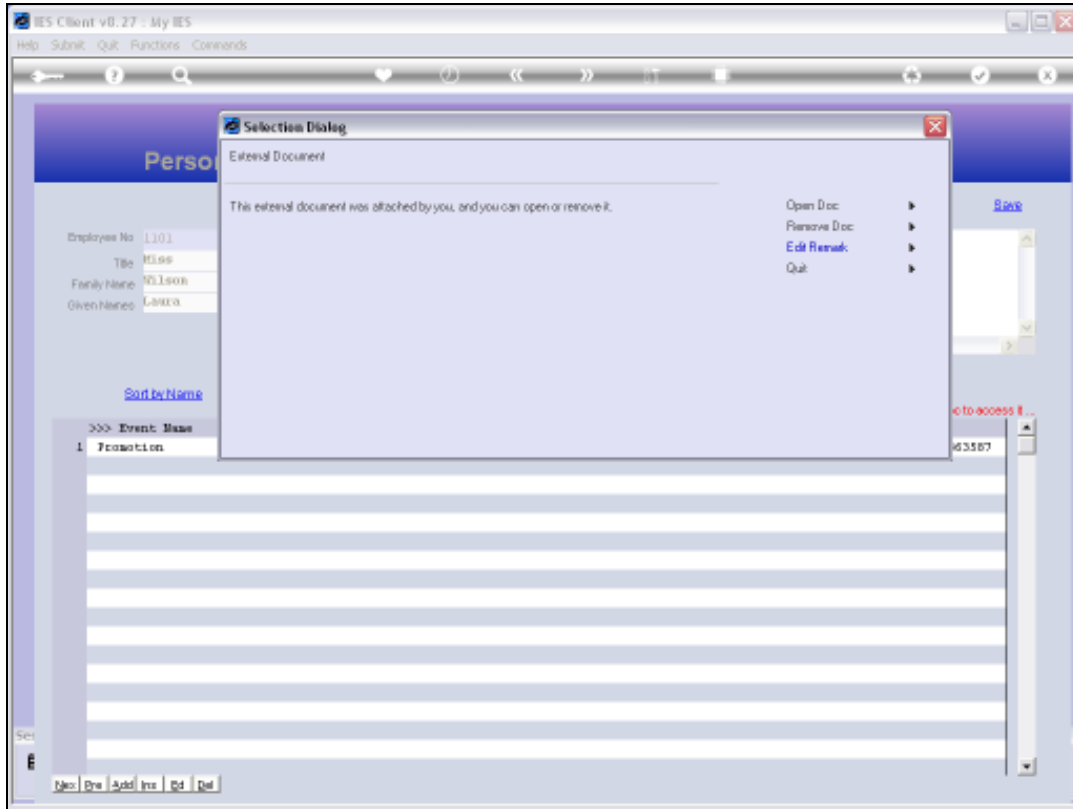 IES Client v8.27 : My IES
Help Submit Quit Functions Commands
Selection Dialog
External Document
This external document was attached by you, and you can open or remove it.
Open Doc
Remove Doc
Edit Remark
Quit
Save
Employee No 1101
Title Miss
Family Name Wilson
Given Names Laura
Sort by Name
to access it ...
>>> Event Name
1 Promotion
63587
Nex Pre Add Ins Ed Del